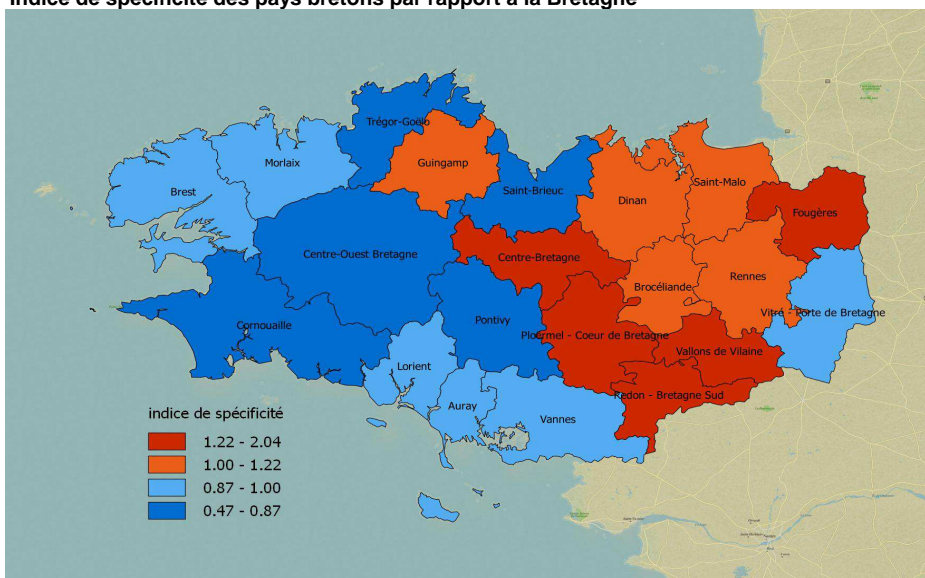 Indice de spécificité des pays bretons par rapport à la Bretagne
Trégor-Goëlo
Guingamp
Morlaix
Brest
Saint-Brieuc
Saint-Malo
Dinan
Fougères
Centre-Ouest Bretagne
Centre-Bretagne
Brocéliande
Rennes
Vitré - Porte de Bretagne
Cornouaille
Pontivy
Ploërmel - Coeur de Bretagne
Vallons de Vilaine
Lorient
Redon - Bretagne Sud
Auray
Vannes
indice de spécificité
1.22 - 2.04
1.00 - 1.22
0.87 - 1.00
0.47 - 0.87